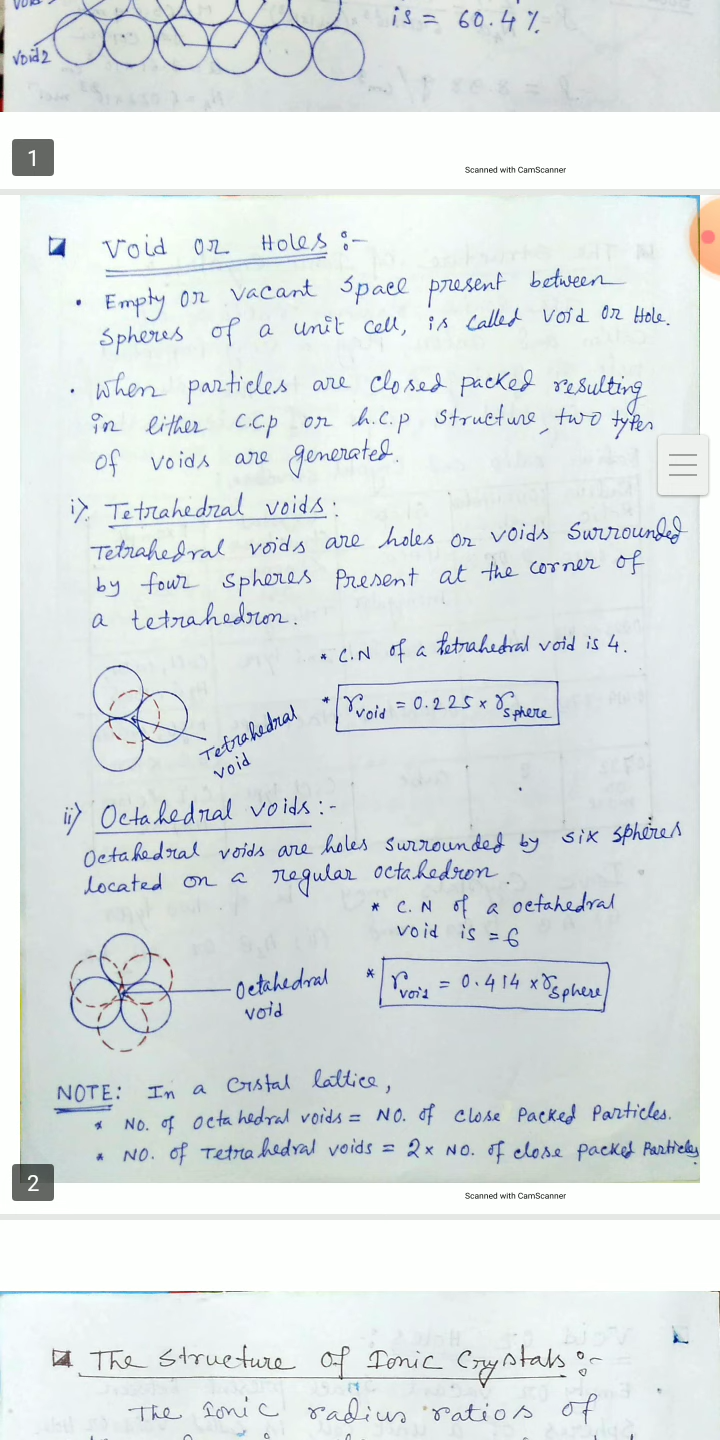 is = 60.4 %
Void 2
1
Scanned with CamScanner
Void or Holes :-
• Empty or vacant space present between
spheres of a unit cell, is called void or Hole.
• When particles are closed packed resulting
in either C.C.p or h.c.p structure, two types
of voids are generated.
i) Tetrahedral voids :
Tetrahedral voids are holes or voids surrounded
by four spheres present at the corner of
a tetrahedron.
* C.N of a tetrahedral void is 4.
* r void = 0.225 × r sphere
Tetrahedral
void
ii) Octahedral voids :-
Octahedral voids are holes surrounded by six spheres
located on a regular octahedron.
* C.N of a octahedral
void is = 6
Octahedral
void
* r void = 0.414 × r sphere
NOTE: In a Crstal lattice,
* No. of Octahedral voids = No. of close packed Particles.
* No. of Tetrahedral voids = 2 × No. of close packed Particles
2
Scanned with CamScanner
The structure of Ionic Crystals :-
The Ionic radius ratios of